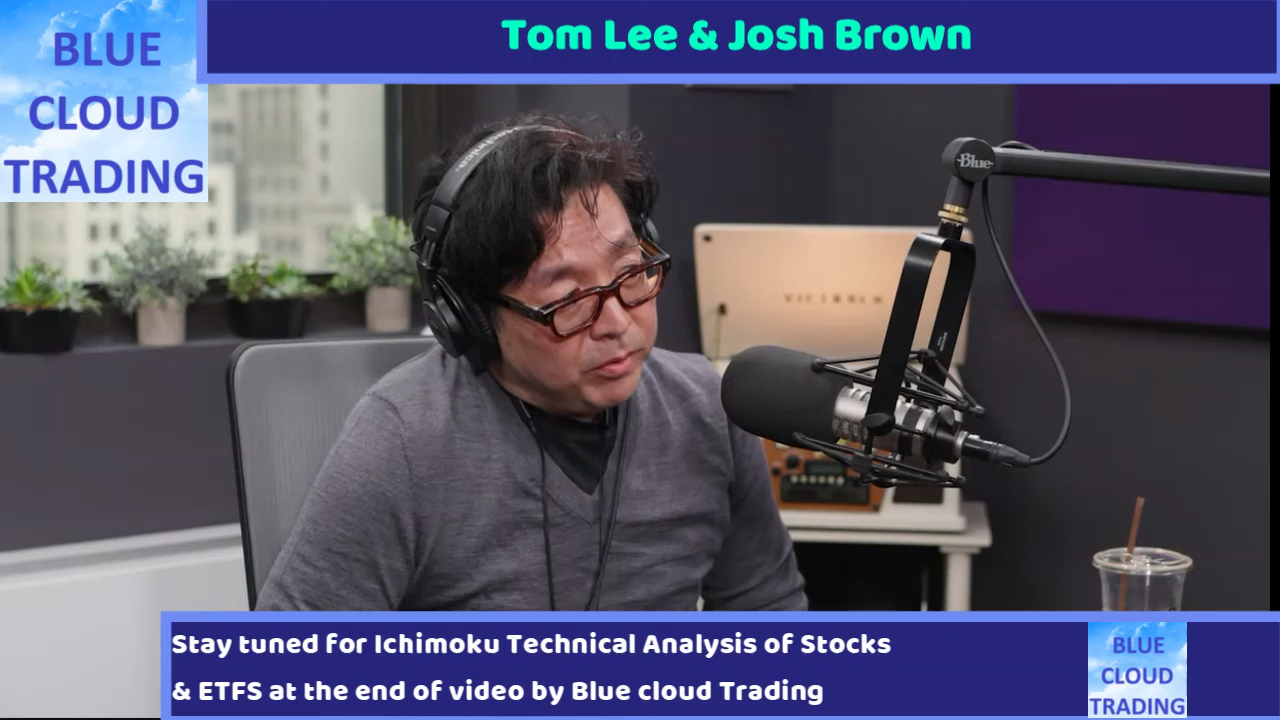 BLUE
CLOUD
TRADING
Tom Lee & Josh Brown
Blue
VICTROLA
Stay tuned for Ichimoku Technical Analysis of Stocks
& ETFS at the end of video by Blue cloud Trading
BLUE
CLOUD
TRADING